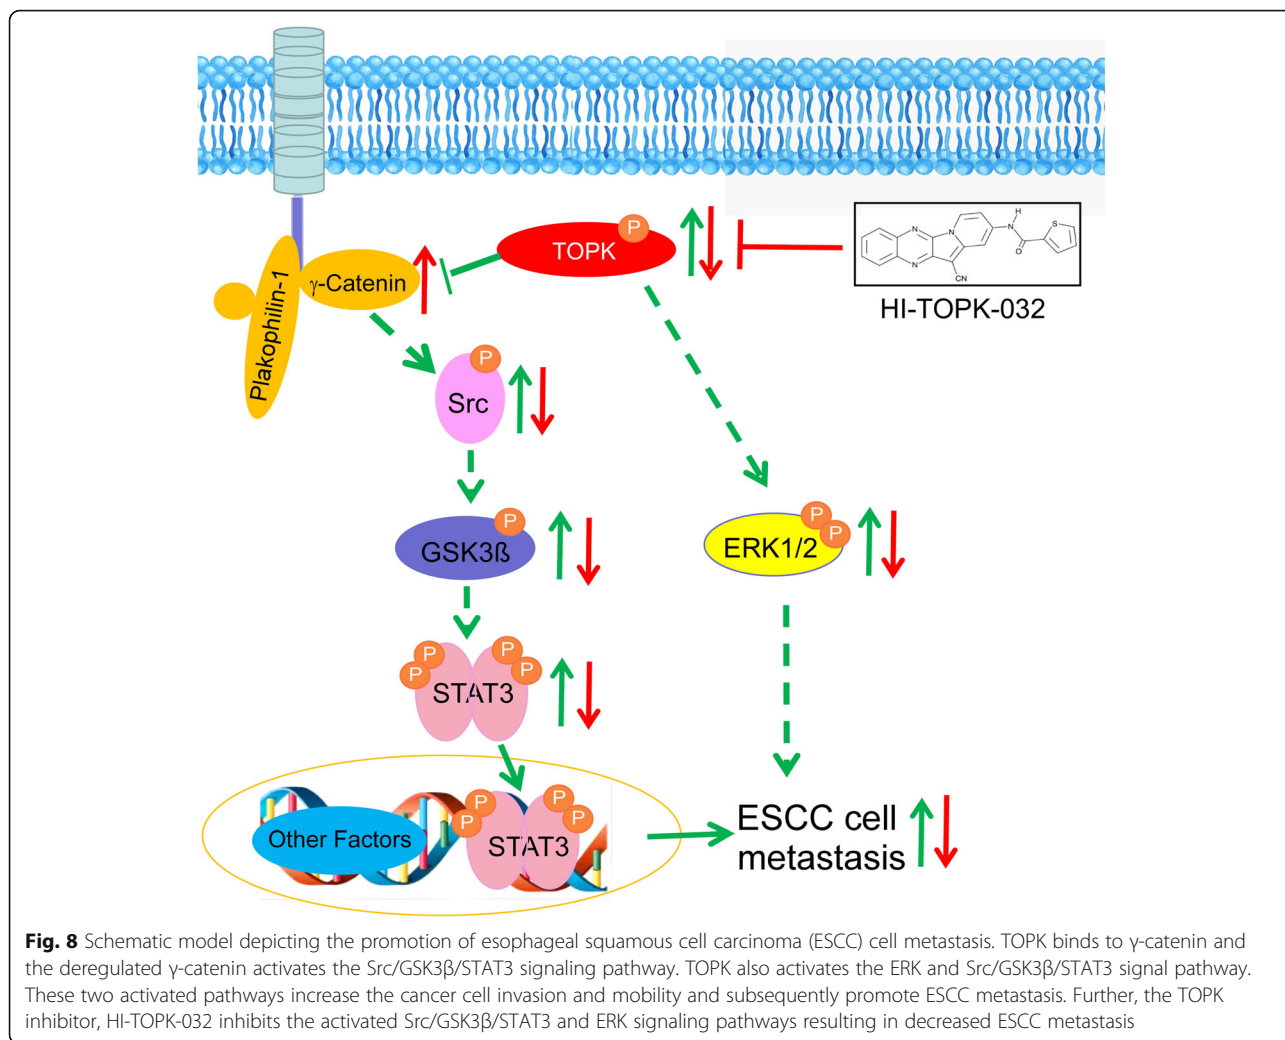 P
TOPK
γ-Catenin
Plakophilin-1
N
N
N
N
H
O
S
CN
HI-TOPK-032
P
Src
P
GSK3ß
P
P
ERK1/2
P
P
P
P
STAT3
P
P
P
P
Other Factors
STAT3
ESCC cell
metastasis
Fig. 8 Schematic model depicting the promotion of esophageal squamous cell carcinoma (ESCC) cell metastasis. TOPK binds to γ-catenin and
the deregulated γ-catenin activates the Src/GSK3β/STAT3 signaling pathway. TOPK also activates the ERK and Src/GSK3β/STAT3 signal pathway.
These two activated pathways increase the cancer cell invasion and mobility and subsequently promote ESCC metastasis. Further, the TOPK
inhibitor, HI-TOPK-032 inhibits the activated Src/GSK3β/STAT3 and ERK signaling pathways resulting in decreased ESCC metastasis